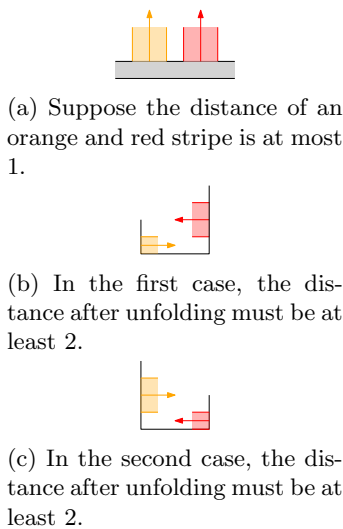 (a) Suppose the distance of an
orange and red stripe is at most
1.
(b) In the first case, the dis-
tance after unfolding must be at
least 2.
(c) In the second case, the dis-
tance after unfolding must be at
least 2.